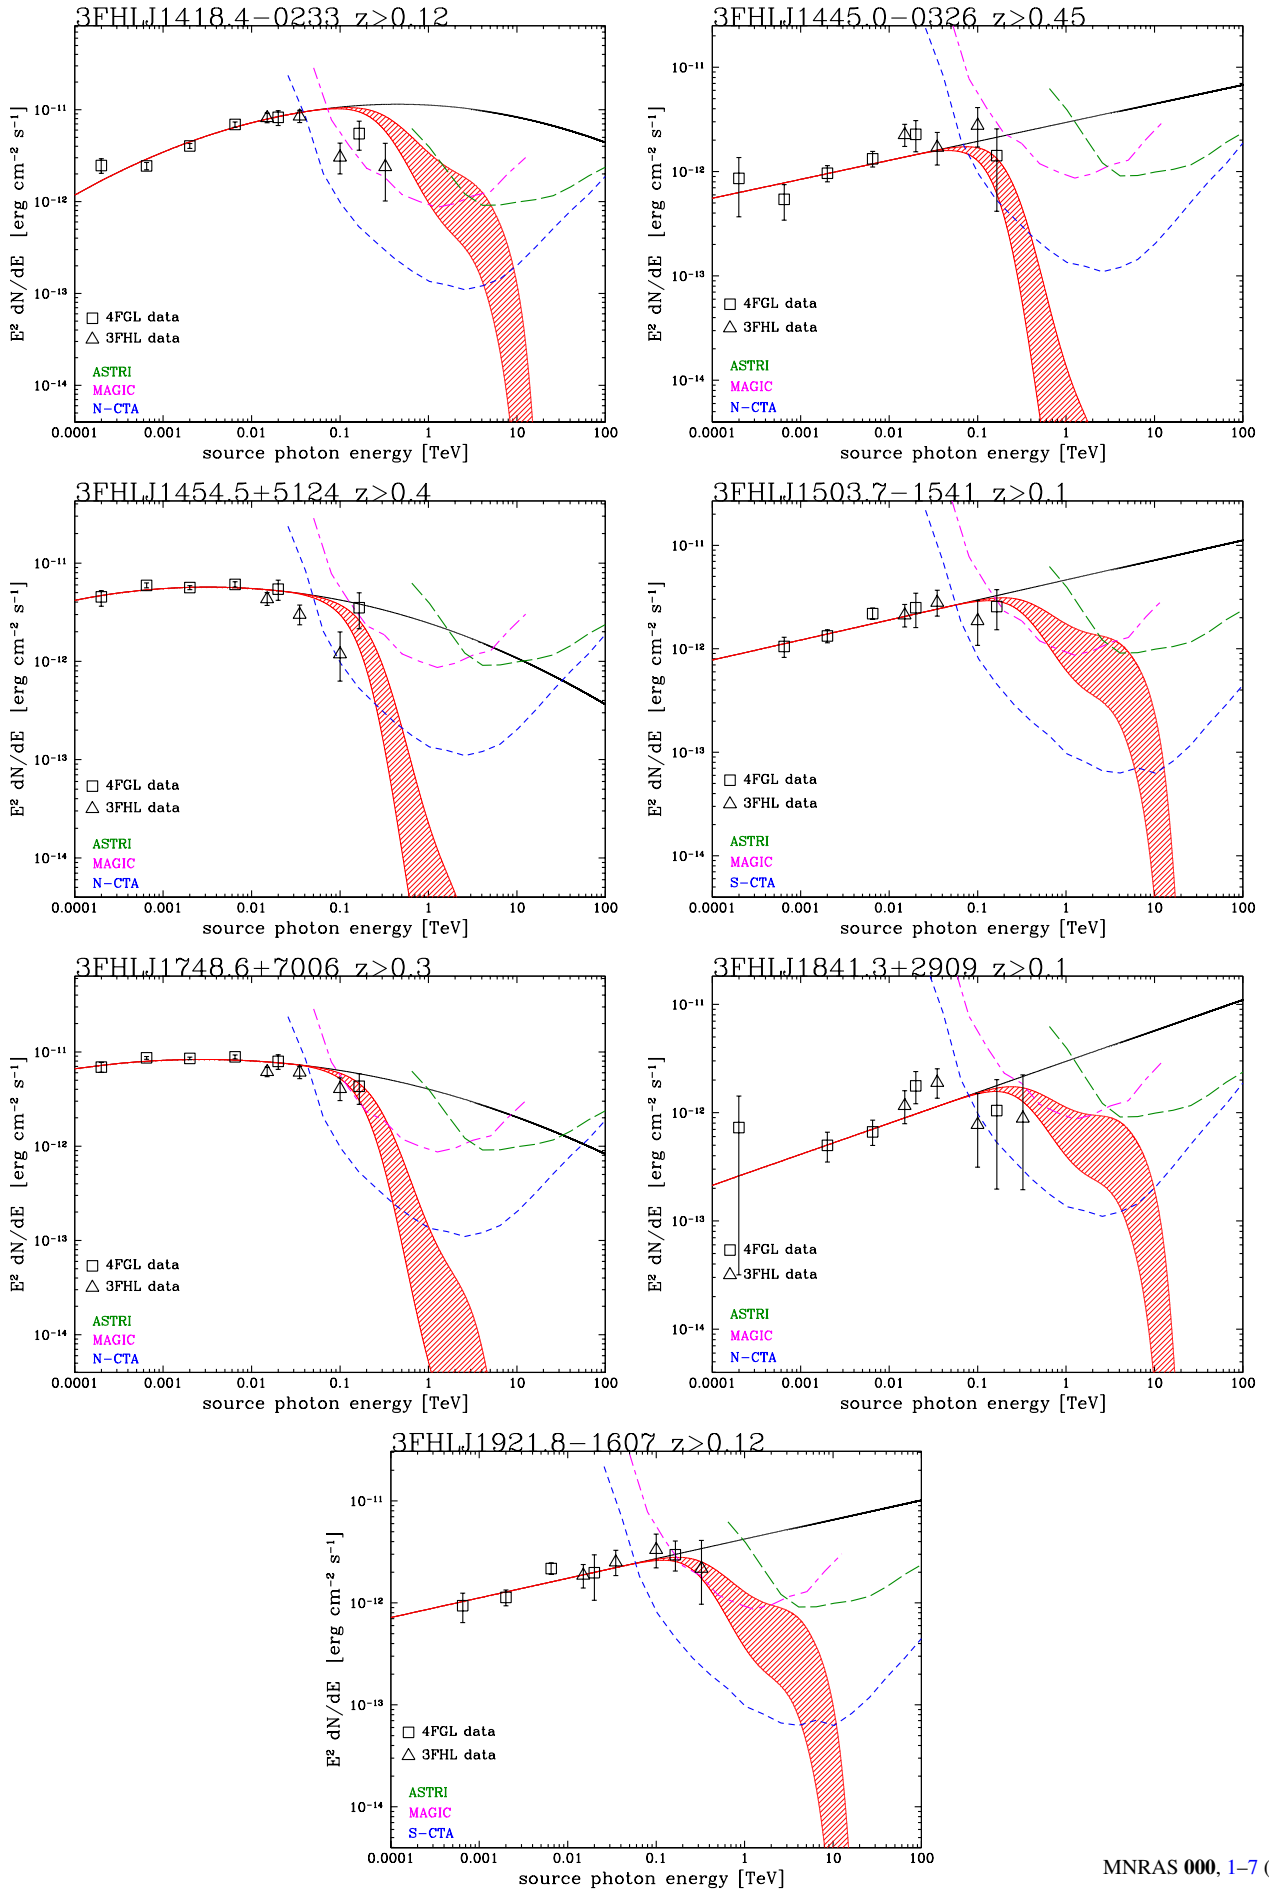 3FHLJ1418.4−0233 z>0.12
E² dN/dE [erg cm⁻² s⁻¹]
10⁻¹¹
10⁻¹²
10⁻¹³
10⁻¹⁴
□ 4FGL data
△ 3FHL data
ASTRI
MAGIC
N−CTA
0.0001 0.001 0.01 0.1 1 10 100
source photon energy [TeV]
3FHLJ1445.0−0326 z>0.45
E² dN/dE [erg cm⁻² s⁻¹]
10⁻¹¹
10⁻¹²
10⁻¹³
10⁻¹⁴
□ 4FGL data
△ 3FHL data
ASTRI
MAGIC
N−CTA
0.0001 0.001 0.01 0.1 1 10 100
source photon energy [TeV]
3FHLJ1454.5+5124 z>0.4
E² dN/dE [erg cm⁻² s⁻¹]
10⁻¹¹
10⁻¹²
10⁻¹³
10⁻¹⁴
□ 4FGL data
△ 3FHL data
ASTRI
MAGIC
N−CTA
0.0001 0.001 0.01 0.1 1 10 100
source photon energy [TeV]
3FHLJ1503.7−1541 z>0.1
E² dN/dE [erg cm⁻² s⁻¹]
10⁻¹¹
10⁻¹²
10⁻¹³
10⁻¹⁴
□ 4FGL data
△ 3FHL data
ASTRI
MAGIC
S−CTA
0.0001 0.001 0.01 0.1 1 10 100
source photon energy [TeV]
3FHLJ1748.6+7006 z>0.3
E² dN/dE [erg cm⁻² s⁻¹]
10⁻¹¹
10⁻¹²
10⁻¹³
10⁻¹⁴
□ 4FGL data
△ 3FHL data
ASTRI
MAGIC
N−CTA
0.0001 0.001 0.01 0.1 1 10 100
source photon energy [TeV]
3FHLJ1841.3+2909 z>0.1
E² dN/dE [erg cm⁻² s⁻¹]
10⁻¹¹
10⁻¹²
10⁻¹³
10⁻¹⁴
□ 4FGL data
△ 3FHL data
ASTRI
MAGIC
N−CTA
0.0001 0.001 0.01 0.1 1 10 100
source photon energy [TeV]
3FHLJ1921.8−1607 z>0.12
E² dN/dE [erg cm⁻² s⁻¹]
10⁻¹¹
10⁻¹²
10⁻¹³
10⁻¹⁴
□ 4FGL data
△ 3FHL data
ASTRI
MAGIC
S−CTA
0.0001 0.001 0.01 0.1 1 10 100
source photon energy [TeV]
MNRAS 000, 1–7 (